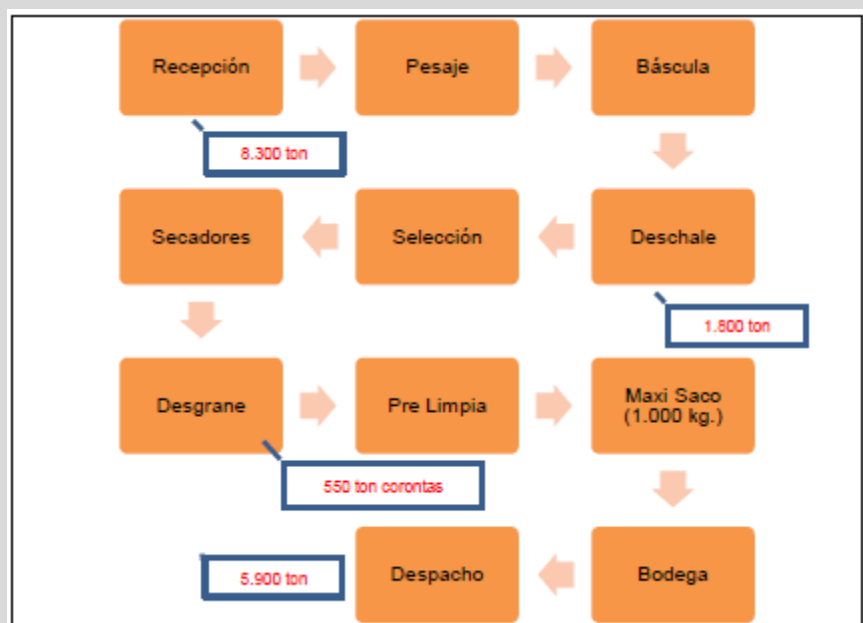 Recepción
Pesaje
Báscula
8.300 ton
Secadores
Selección
Deschale
1.800 ton
Desgrane
Pre Limpia
Maxi Saco
(1.000 kg.)
550 ton corontas
5.900 ton
Despacho
Bodega